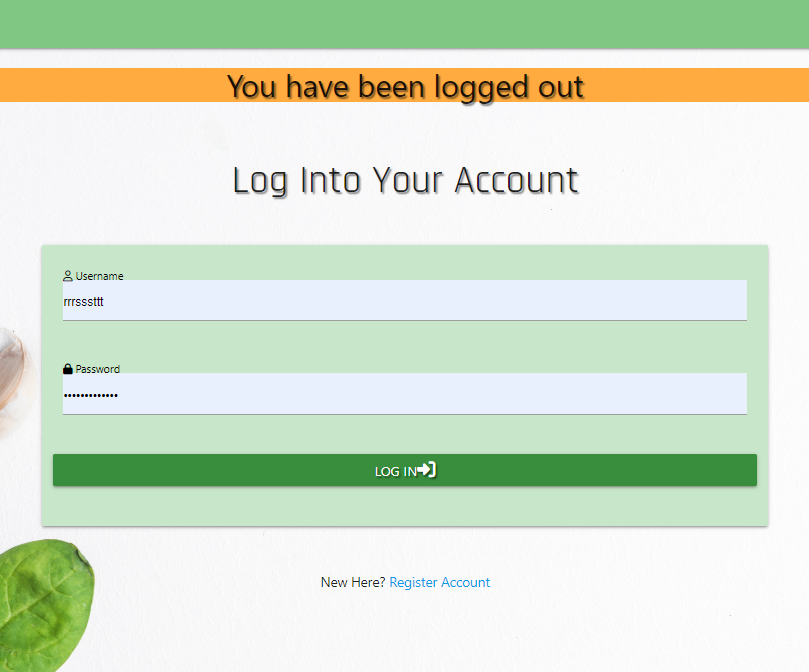 You have been logged out
Log Into Your Account
Username
rrrsssttt
Password
•••••••••••••
LOG IN
New Here? Register Account